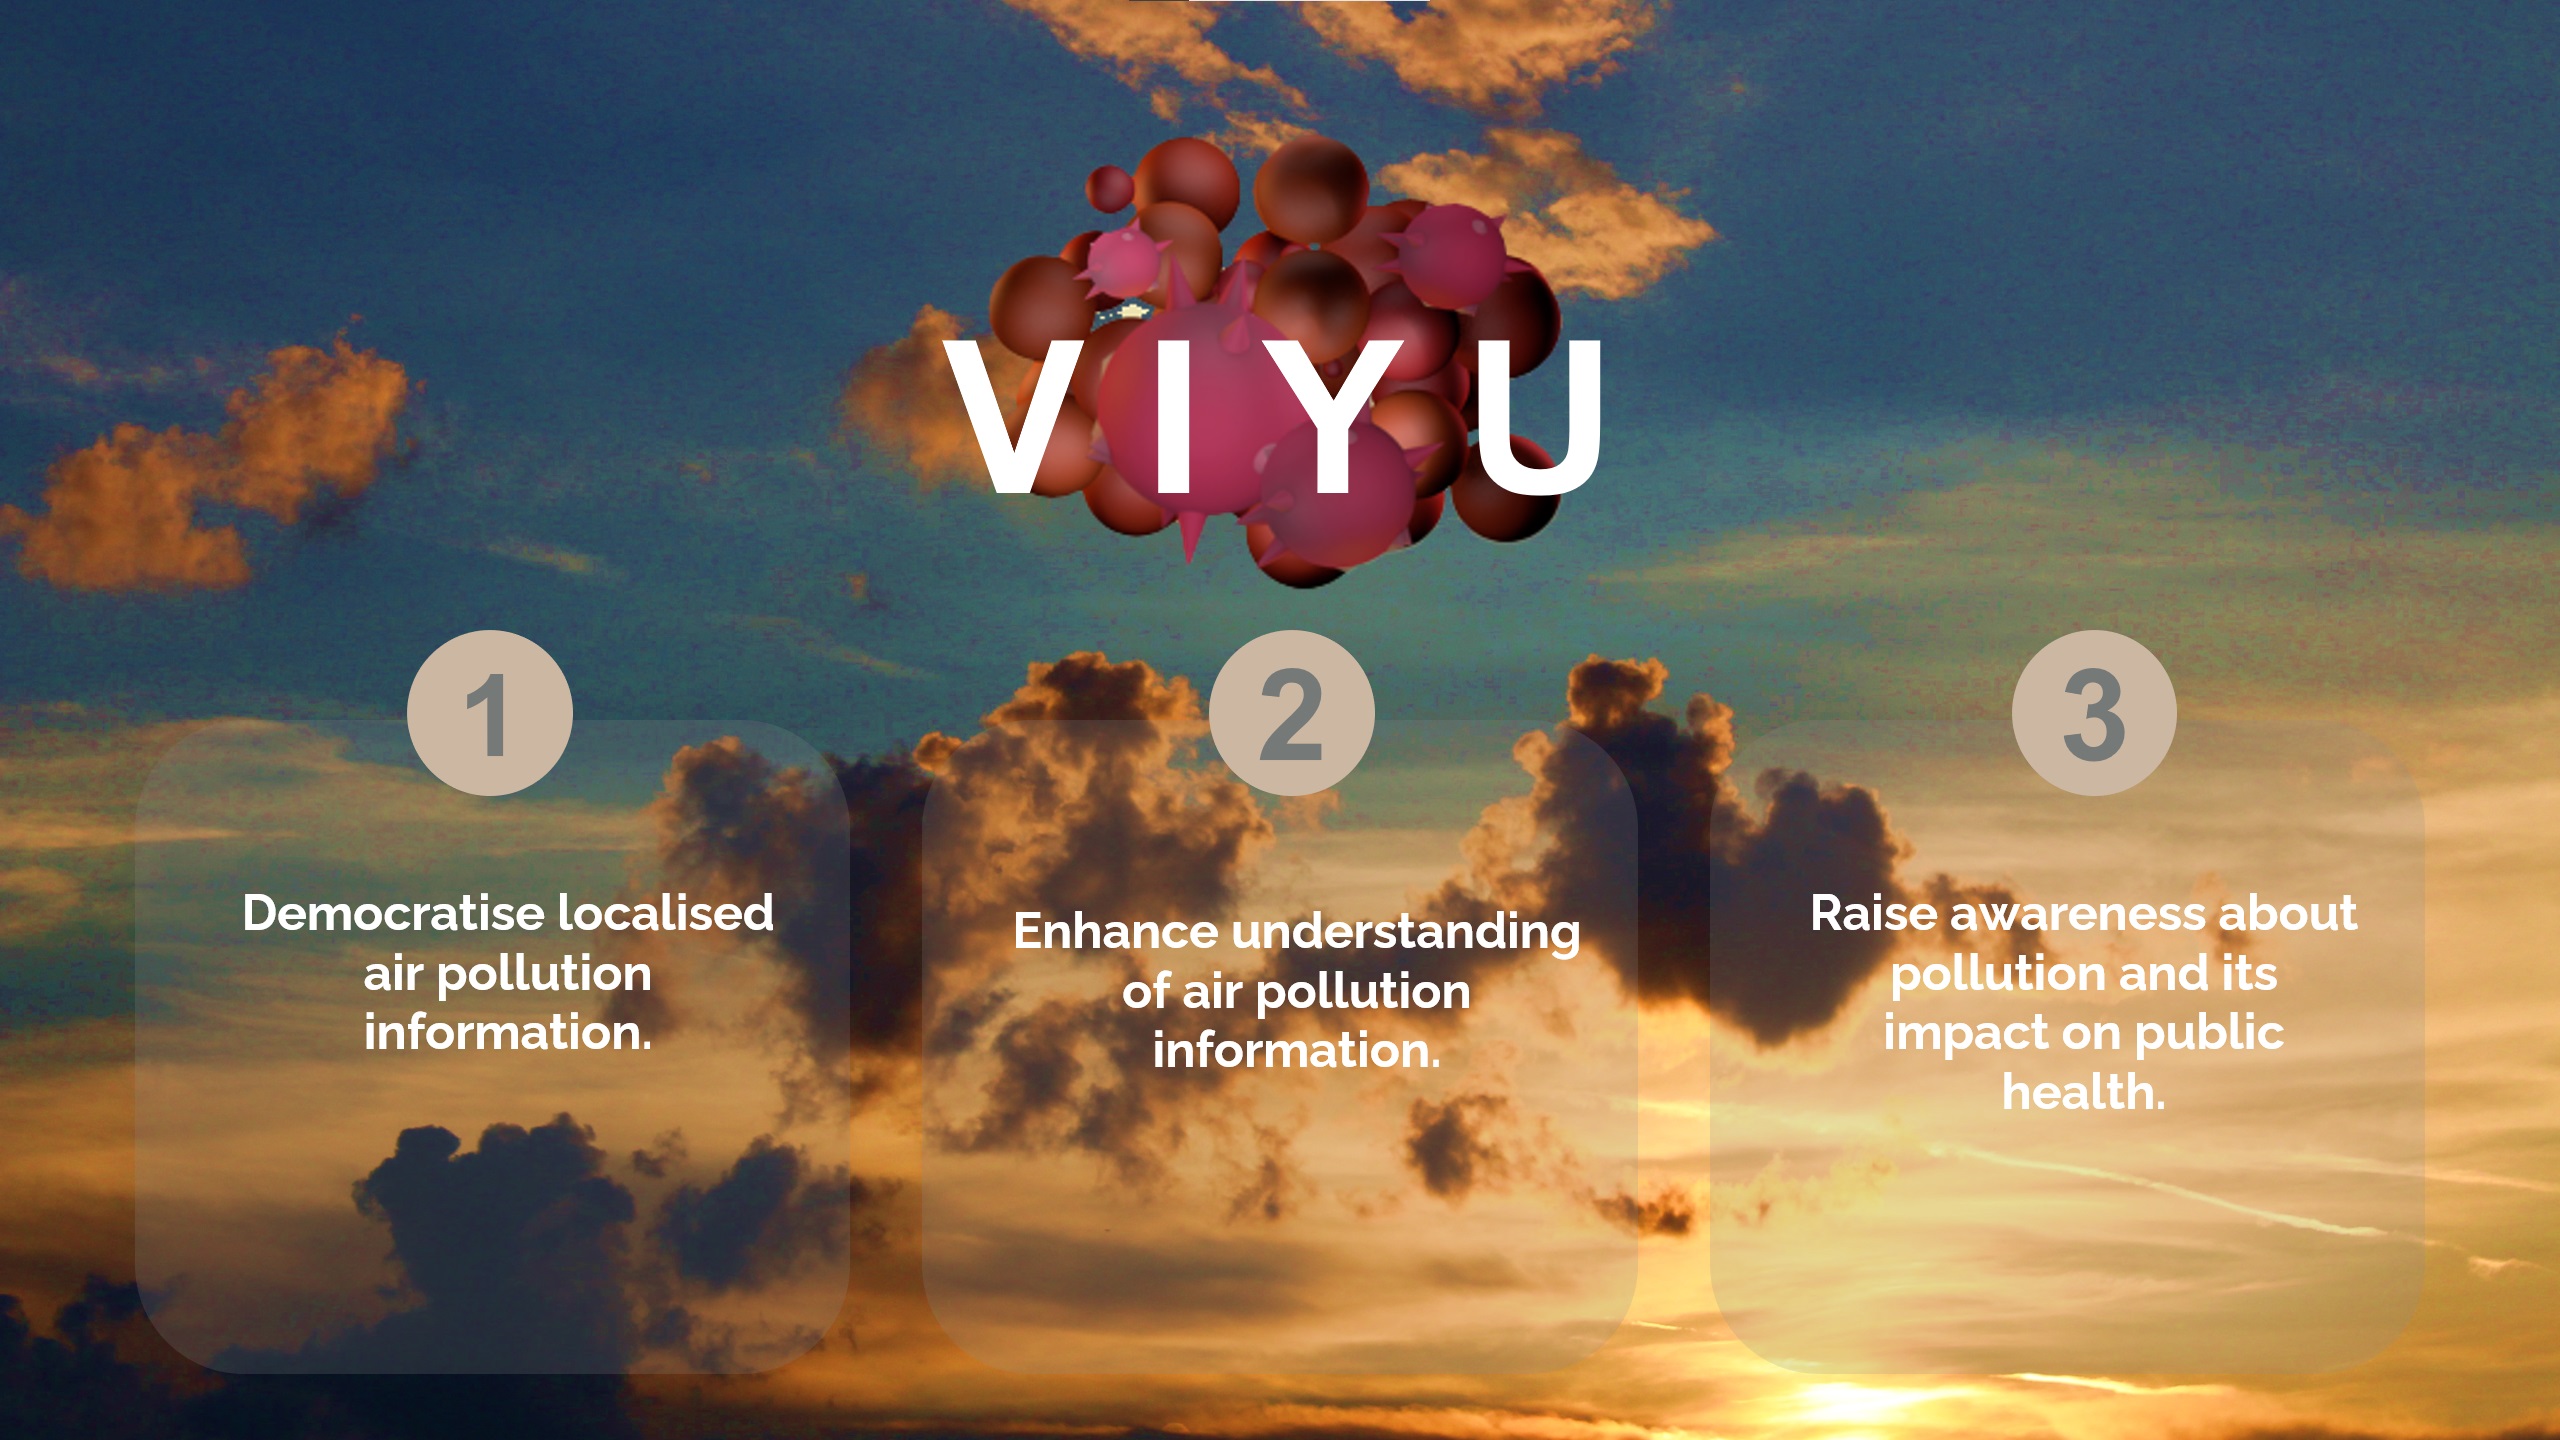 VIYU
1
Democratise localised
air pollution
information.
2
Enhance understanding
of air pollution
information.
3
Raise awareness about
pollution and its
impact on public
health.